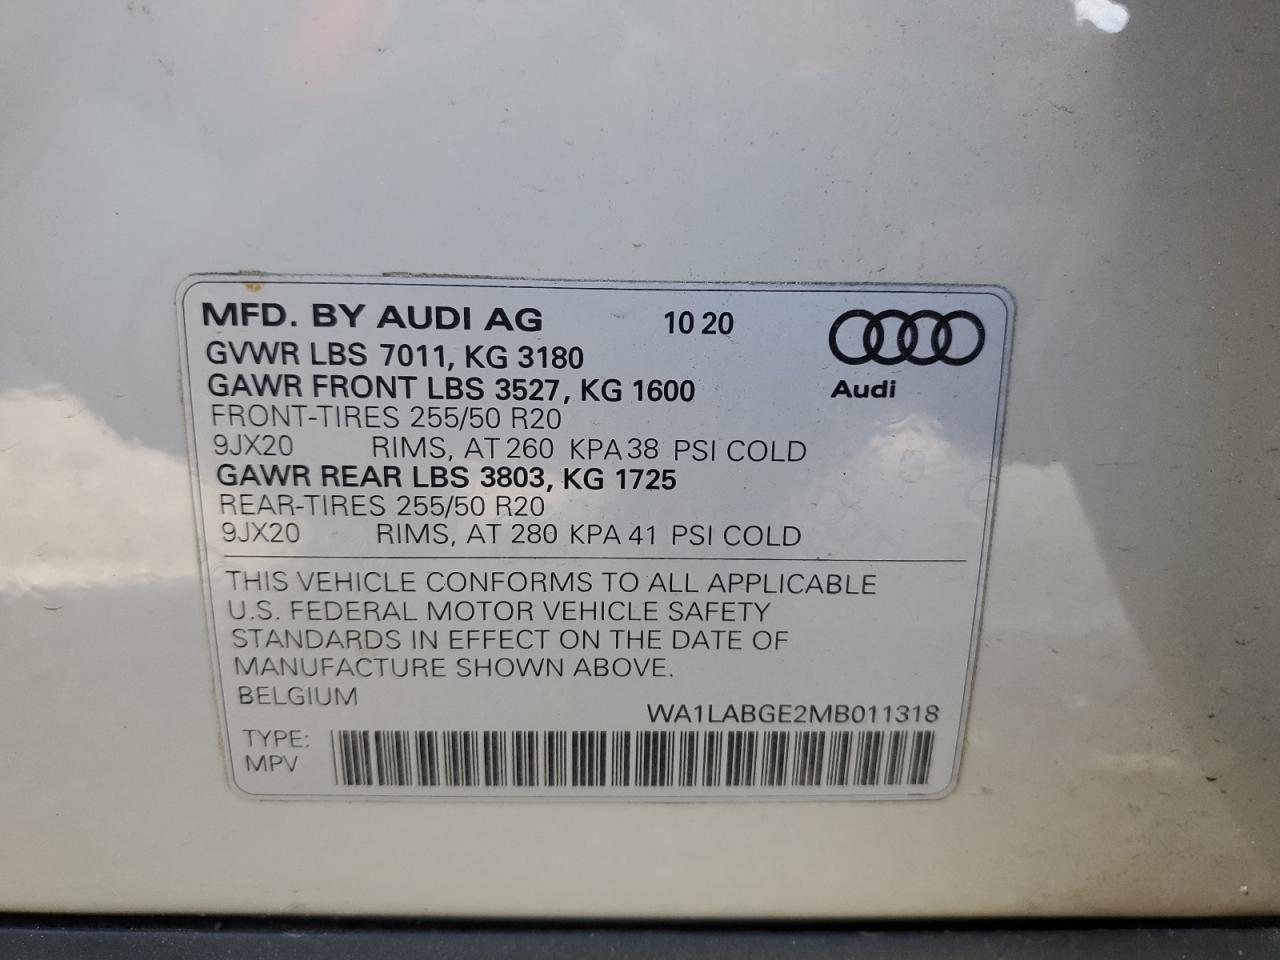 MFD. BY AUDI AG 10 20
GVWR LBS 7011, KG 3180
GAWR FRONT LBS 3527, KG 1600
Audi
FRONT-TIRES 255/50 R20
9JX20 RIMS, AT 260 KPA 38 PSI COLD
GAWR REAR LBS 3803, KG 1725
REAR-TIRES 255/50 R20
9JX20 RIMS, AT 280 KPA 41 PSI COLD
THIS VEHICLE CONFORMS TO ALL APPLICABLE
U.S. FEDERAL MOTOR VEHICLE SAFETY
STANDARDS IN EFFECT ON THE DATE OF
MANUFACTURE SHOWN ABOVE.
BELGIUM
WA1LABGE2MB011318
TYPE:
MPV